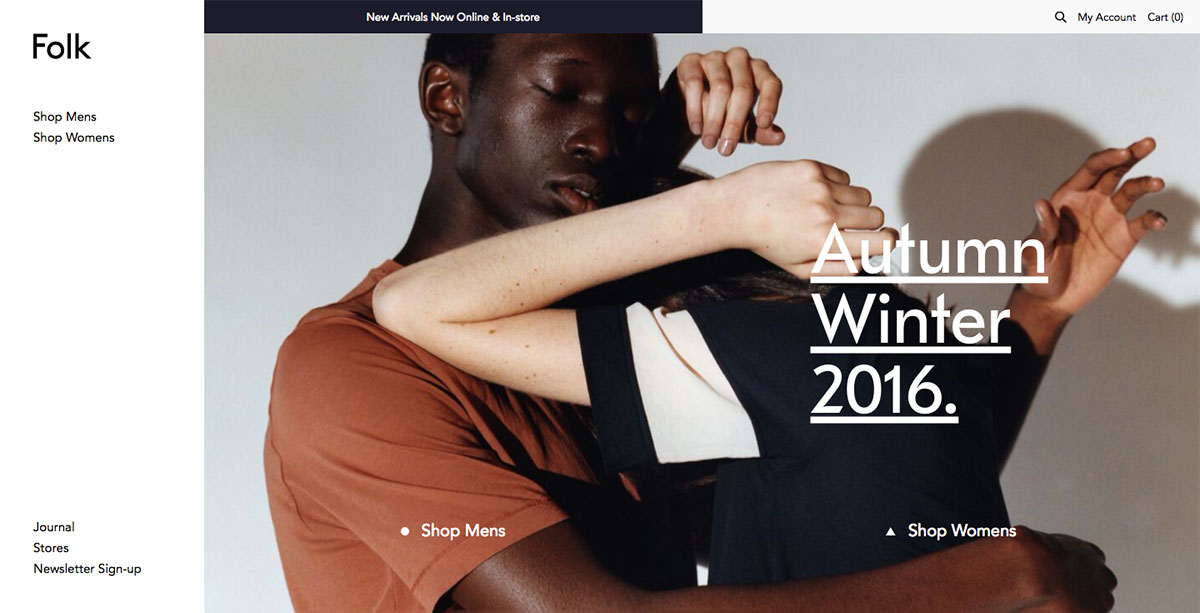 Folk
Shop Mens
Shop Womens
Journal
Stores
Newsletter Sign-up
New Arrivals Now Online & In-store
My Account Cart (0)
Autumn
Winter
2016.
Shop Mens
Shop Womens